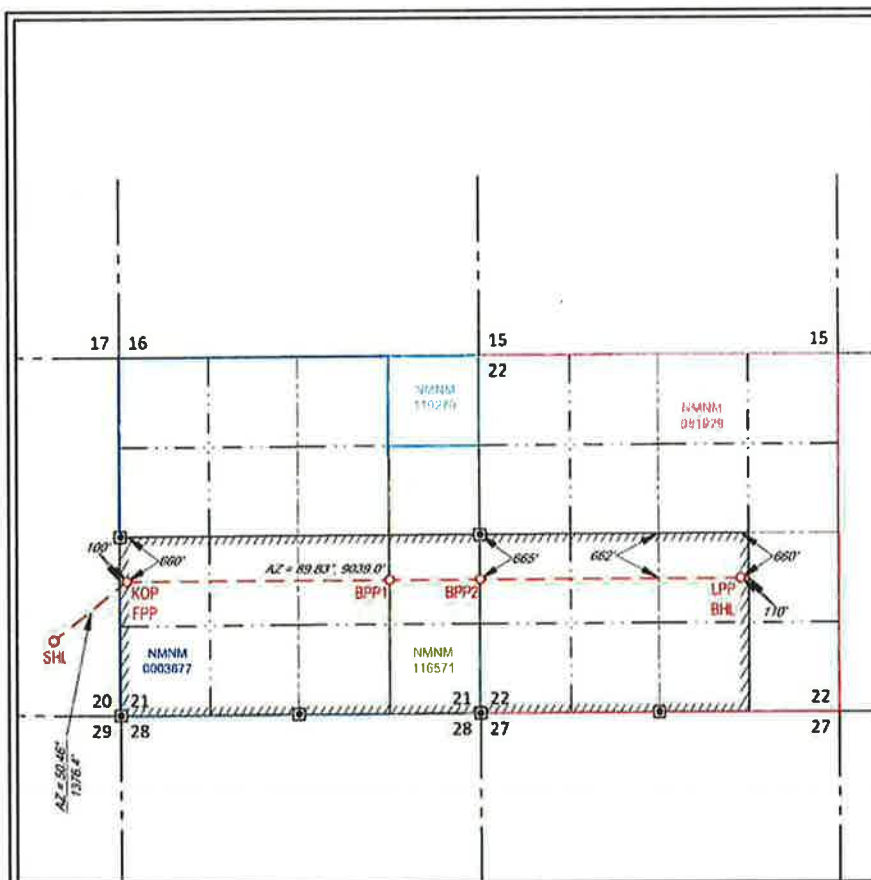 17 16
15
22
15
NMNM
NMNM
100'
660'
AZ = 89.83°, 9039.0'
665'
662'
660'
KOP
FPP
BPP1
BPP2
LPP
BHL
110'
SHL
NMNM
0003677
NMNM
116571
20 21
29 28
21 22
28 27
22
27
AZ = 50.46°
1376.4'